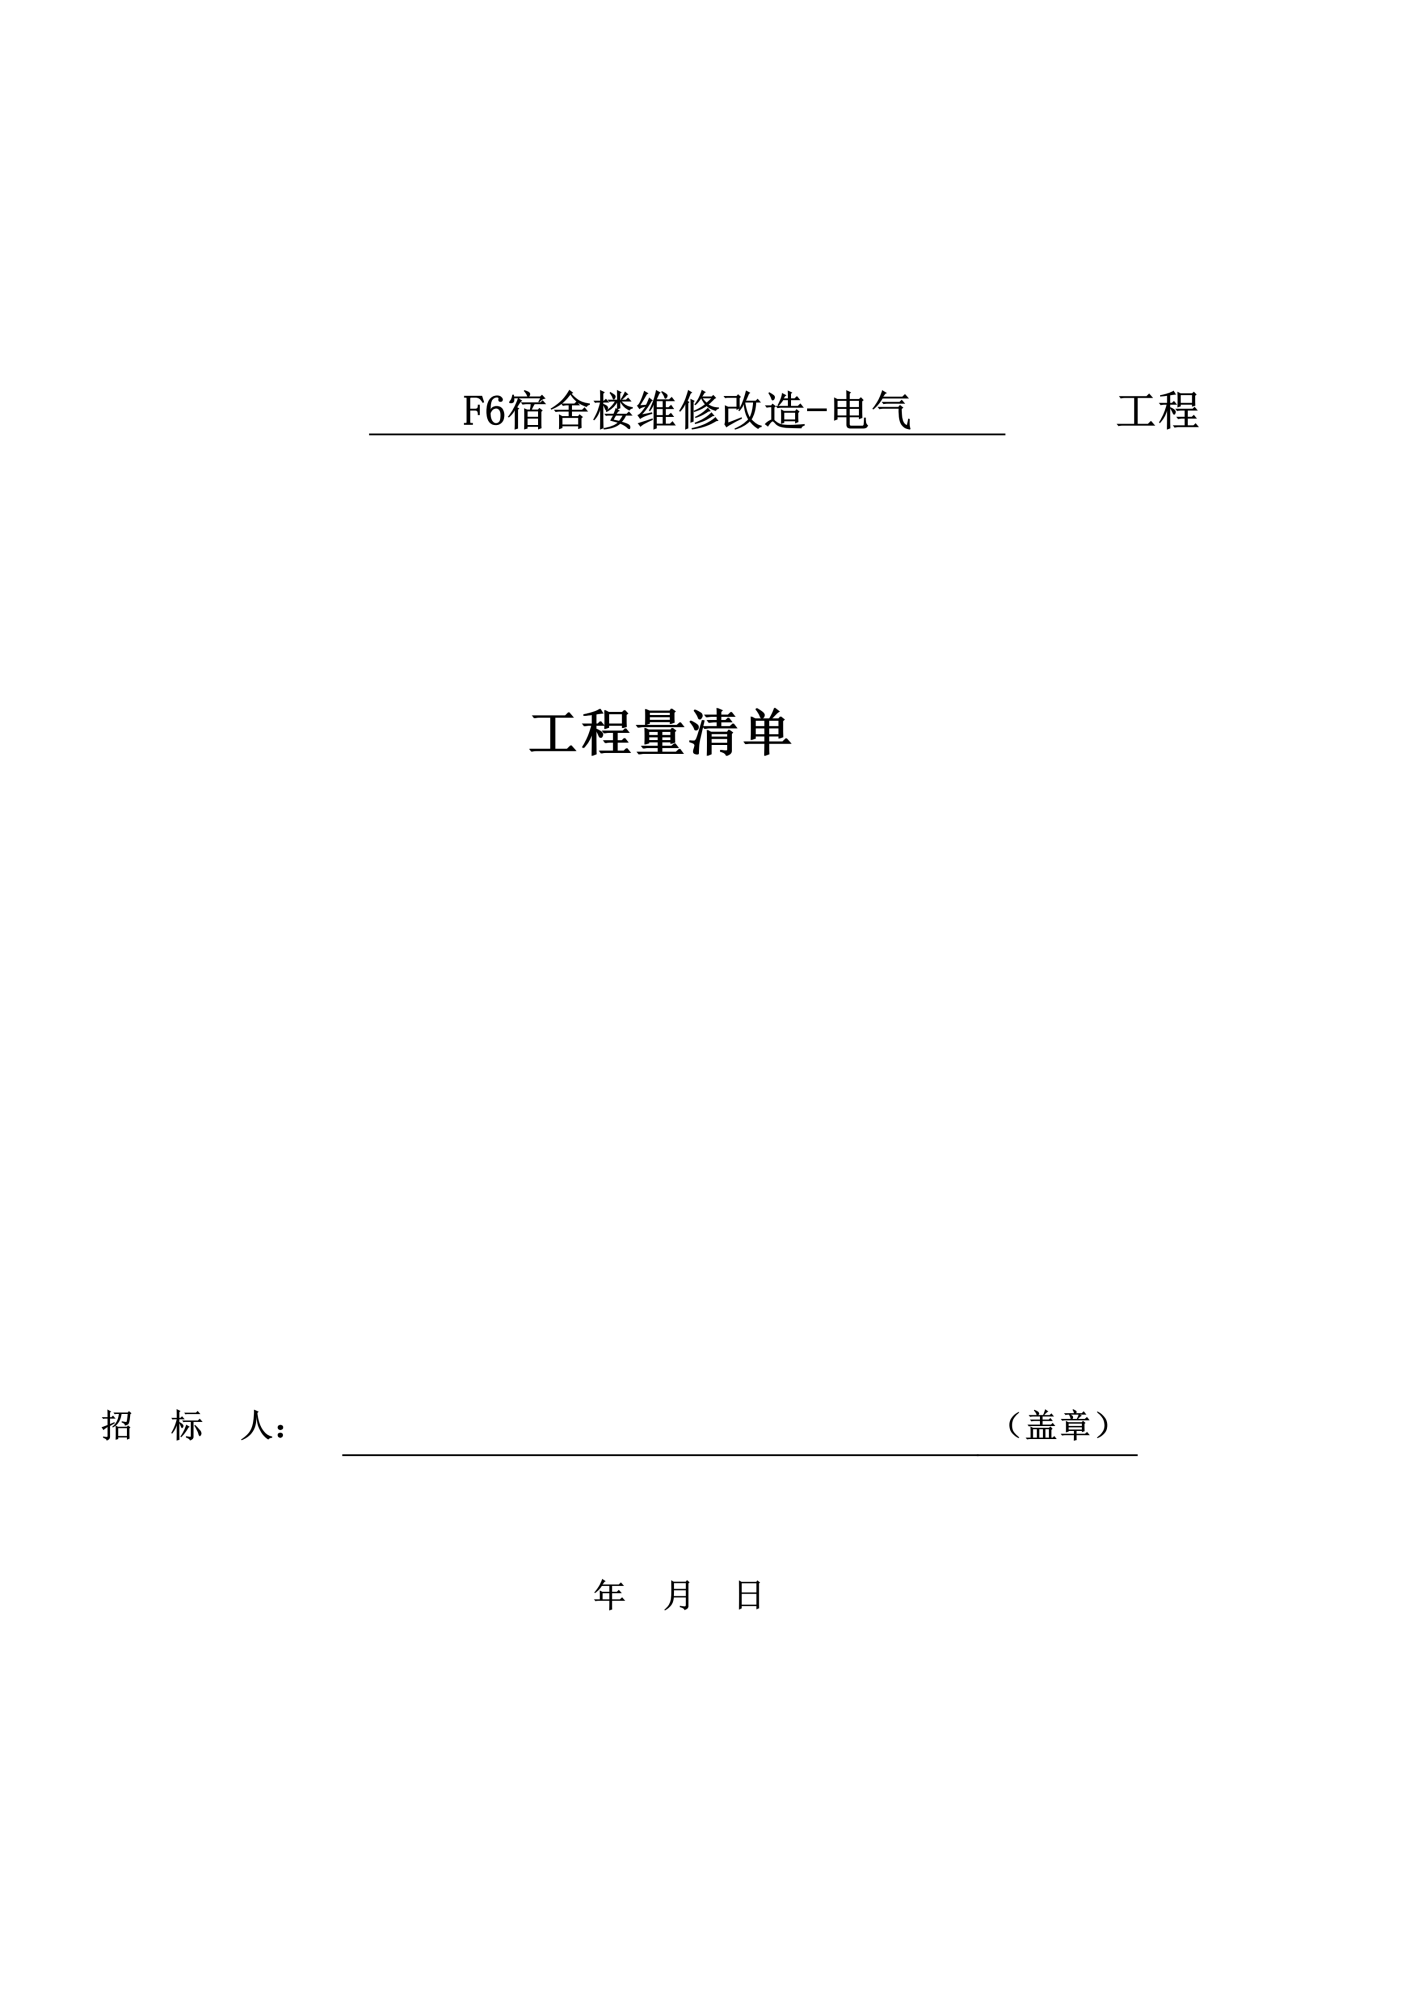 F6宿舍楼维修改造-电气 工程
工程量清单
招 标 人： （盖章）
年 月 日